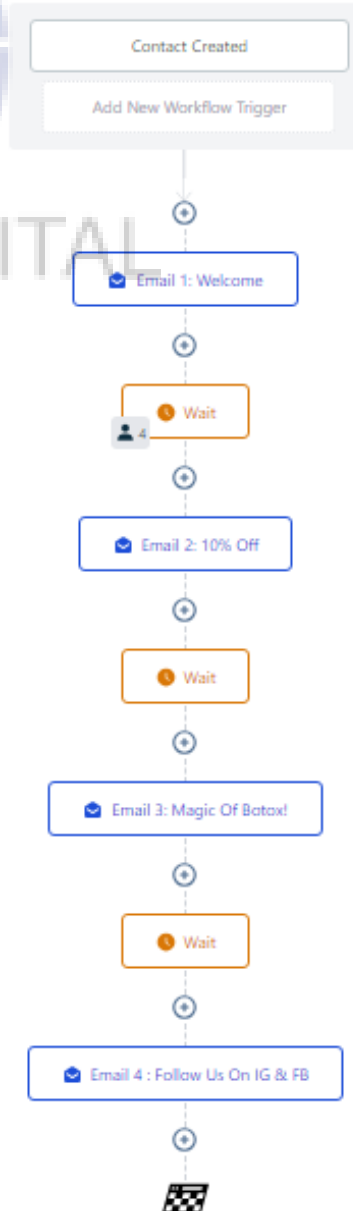 Contact Created
Add New Workflow Trigger
ITAL
Email 1: Welcome
Wait
4
Email 2: 10% Off
Wait
Email 3: Magic Of Botox!
Wait
Email 4 : Follow Us On IG & FB